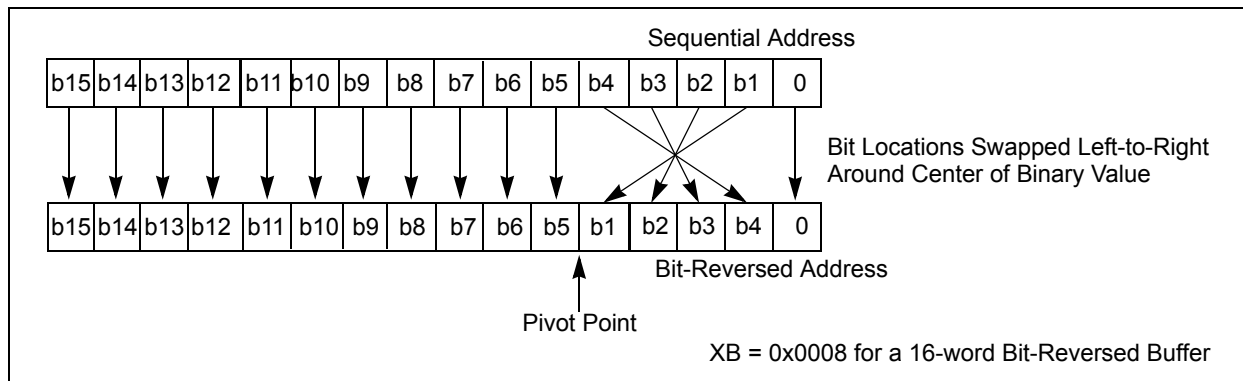 Sequential Address
b15 b14 b13 b12 b11 b10 b9 b8 b7 b6 b5 b4 b3 b2 b1 0
Bit Locations Swapped Left-to-Right
Around Center of Binary Value
b15 b14 b13 b12 b11 b10 b9 b8 b7 b6 b5 b1 b2 b3 b4 0
Bit-Reversed Address
Pivot Point
XB = 0x0008 for a 16-word Bit-Reversed Buffer